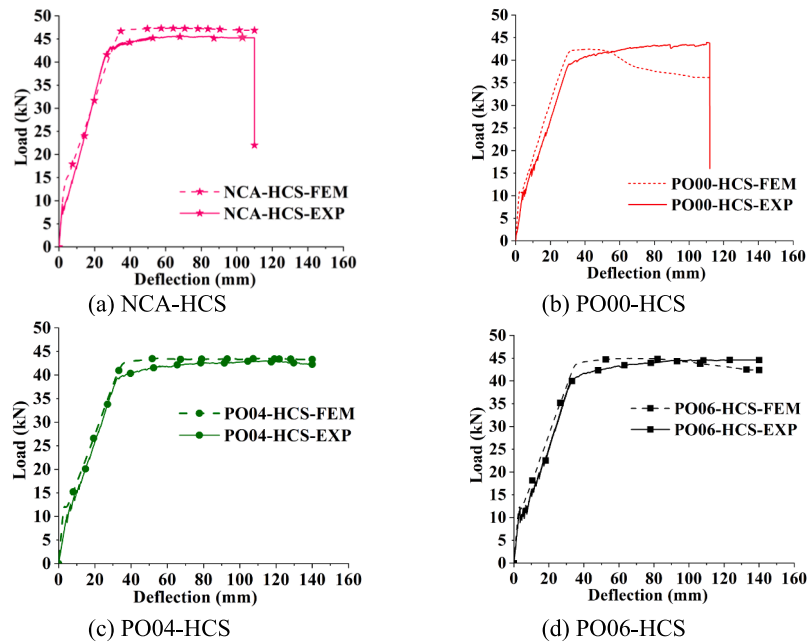 50
45
40
35
30
25
20
15
10
5
0
Load (kN)
NCA-HCS-FEM
NCA-HCS-EXP
0 20 40 60 80 100 120 140 160
Deflection (mm)
(a) NCA-HCS
50
45
40
35
30
25
20
15
10
5
0
Load (kN)
PO00-HCS-FEM
PO00-HCS-EXP
0 20 40 60 80 100 120 140 160
Deflection (mm)
(b) PO00-HCS
50
45
40
35
30
25
20
15
10
5
0
Load (kN)
PO04-HCS-FEM
PO04-HCS-EXP
0 20 40 60 80 100 120 140 160
Deflection (mm)
(c) PO04-HCS
50
45
40
35
30
25
20
15
10
5
0
Load (kN)
PO06-HCS-FEM
PO06-HCS-EXP
0 20 40 60 80 100 120 140 160
Deflection (mm)
(d) PO06-HCS